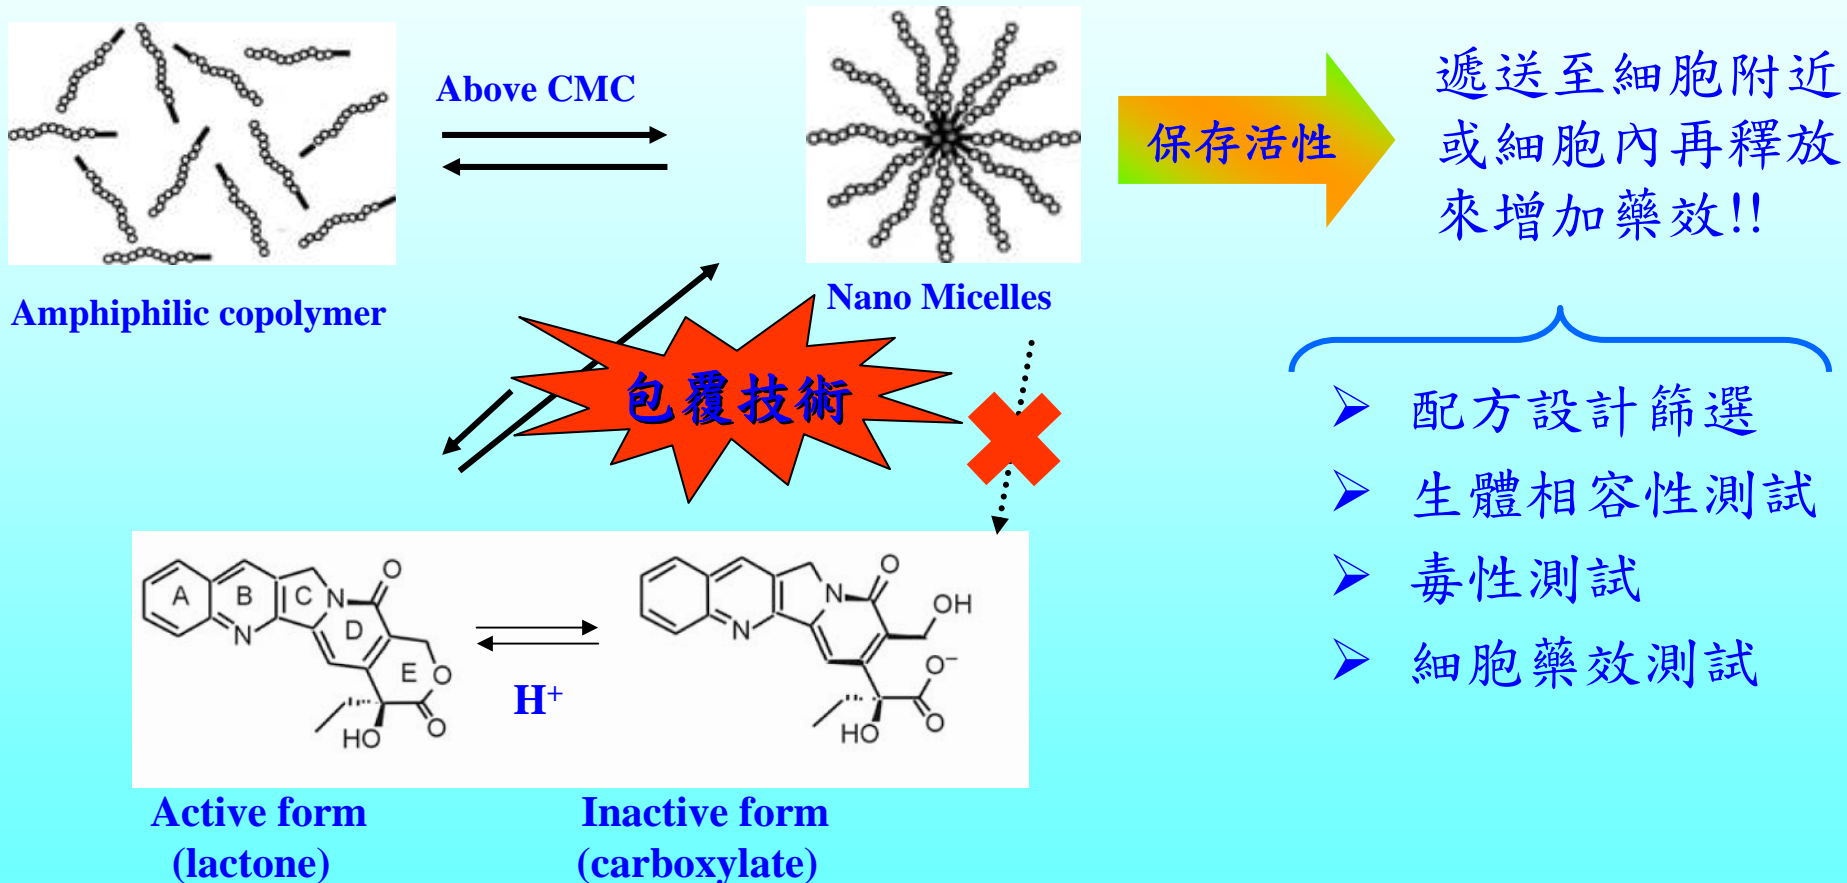 Above CMC
Amphiphilic copolymer
Nano Micelles
保存活性
遞送至細胞附近
或細胞內再釋放
來增加藥效!!
包覆技術
➢ 配方設計篩選
➢ 生體相容性測試
➢ 毒性測試
➢ 細胞藥效測試
A
B
C
N
O
D
N
E
O
O
HO
H+
N
O
OH
N
O−
O
HO
Active form
(lactone)
Inactive form
(carboxylate)